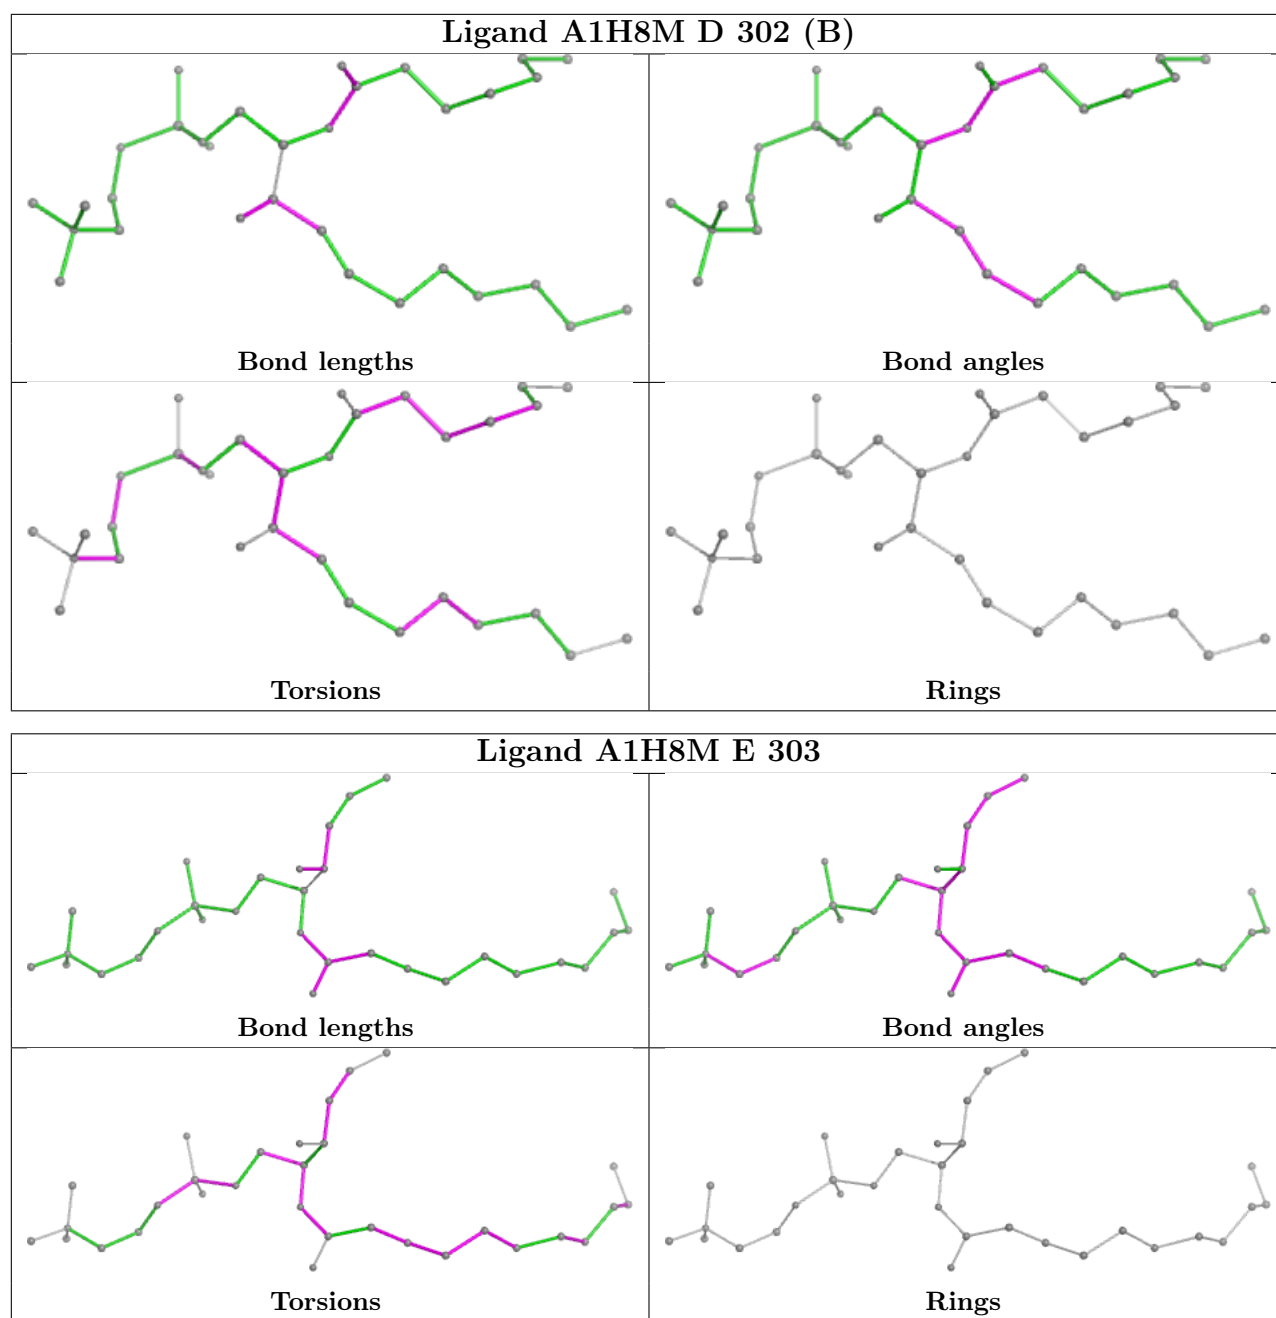 Ligand A1H8M D 302 (B)
Bond lengths
Bond angles
Torsions
Rings
Ligand A1H8M E 303
Bond lengths
Bond angles
Torsions
Rings